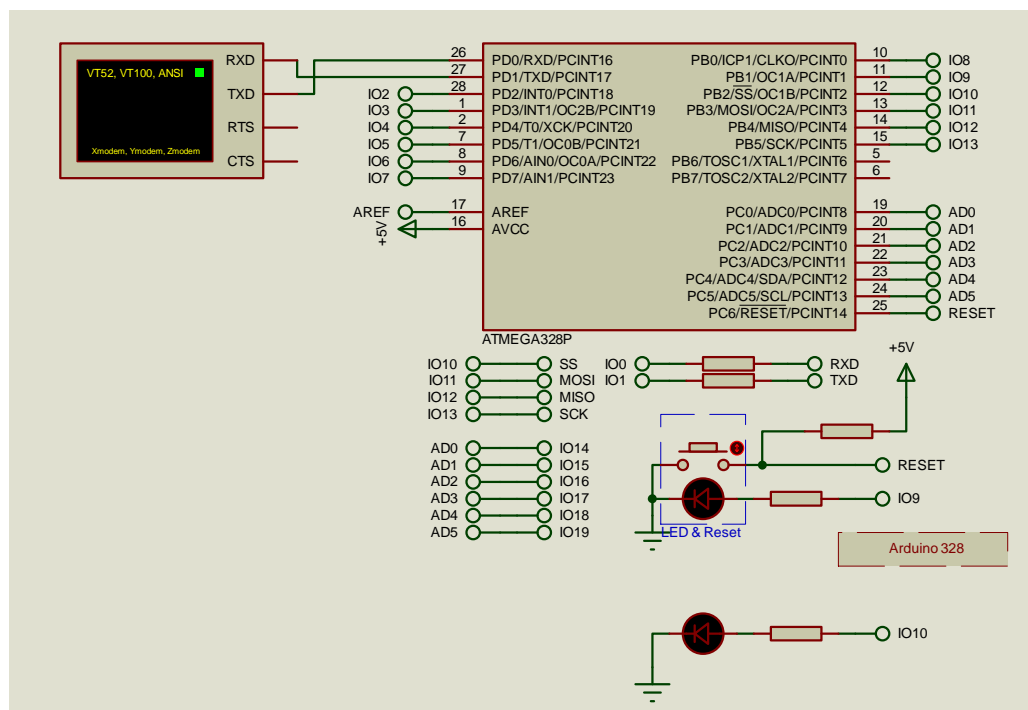 VT52, VT100, ANSI
Xmodem, Ymodem, Zmodem
RXD
TXD
RTS
CTS
IO2
IO3
IO4
IO5
IO6
IO7
AREF
+5V
26 PD0/RXD/PCINT16
27 PD1/TXD/PCINT17
28 PD2/INT0/PCINT18
1 PD3/INT1/OC2B/PCINT19
2 PD4/T0/XCK/PCINT20
7 PD5/T1/OC0B/PCINT21
8 PD6/AIN0/OC0A/PCINT22
9 PD7/AIN1/PCINT23
17 AREF
16 AVCC
PB0/ICP1/CLKO/PCINT0 10 IO8
PB1/OC1A/PCINT1 11 IO9
PB2/SS/OC1B/PCINT2 12 IO10
PB3/MOSI/OC2A/PCINT3 13 IO11
PB4/MISO/PCINT4 14 IO12
PB5/SCK/PCINT5 15 IO13
PB6/TOSC1/XTAL1/PCINT6 5
PB7/TOSC2/XTAL2/PCINT7 6
PC0/ADC0/PCINT8 19 AD0
PC1/ADC1/PCINT9 20 AD1
PC2/ADC2/PCINT10 21 AD2
PC3/ADC3/PCINT11 22 AD3
PC4/ADC4/SDA/PCINT12 23 AD4
PC5/ADC5/SCL/PCINT13 24 AD5
PC6/RESET/PCINT14 25 RESET
ATMEGA328P
IO10 SS
IO11 MOSI
IO12 MISO
IO13 SCK
AD0 IO14
AD1 IO15
AD2 IO16
AD3 IO17
AD4 IO18
AD5 IO19
IO0 RXD
IO1 TXD
+5V
RESET
IO9
LED & Reset
Arduino 328
IO10